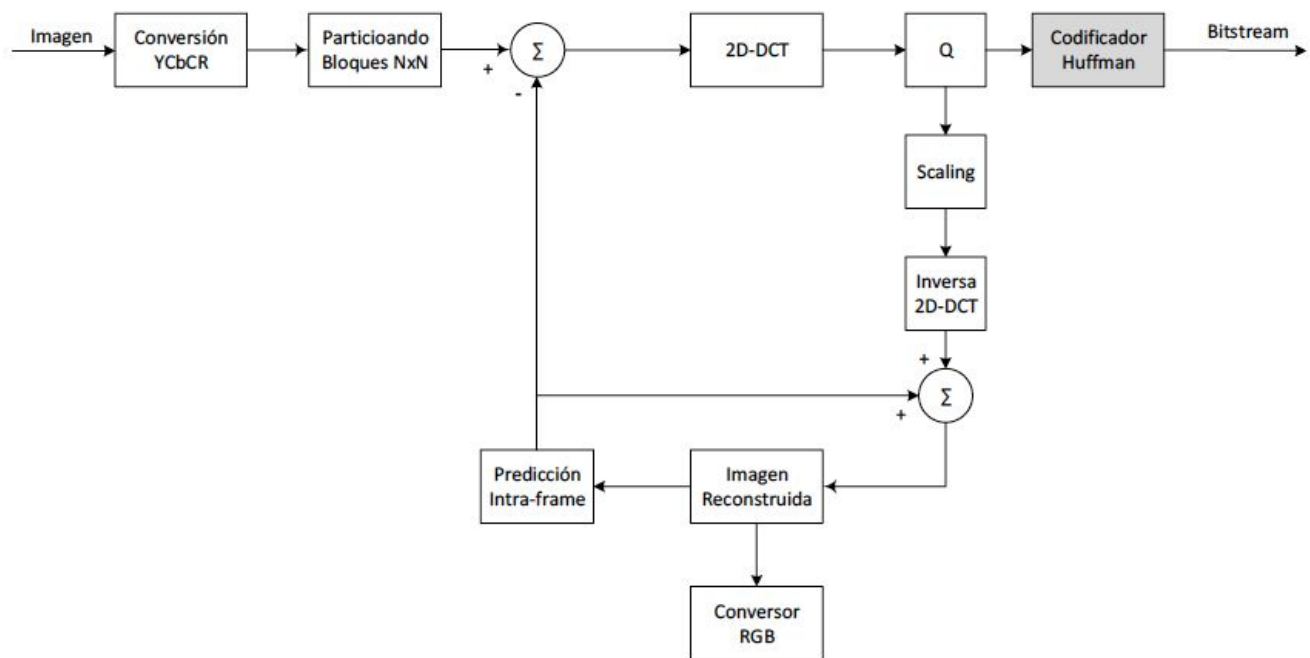 Imagen
Conversión
YCbCR
Particioando
Bloques NxN
+
-
Σ
2D-DCT
Q
Codificador
Huffman
Bitstream
Scaling
Inversa
2D-DCT
+
+
Σ
Predicción
Intra-frame
Imagen
Reconstruida
Conversor
RGB